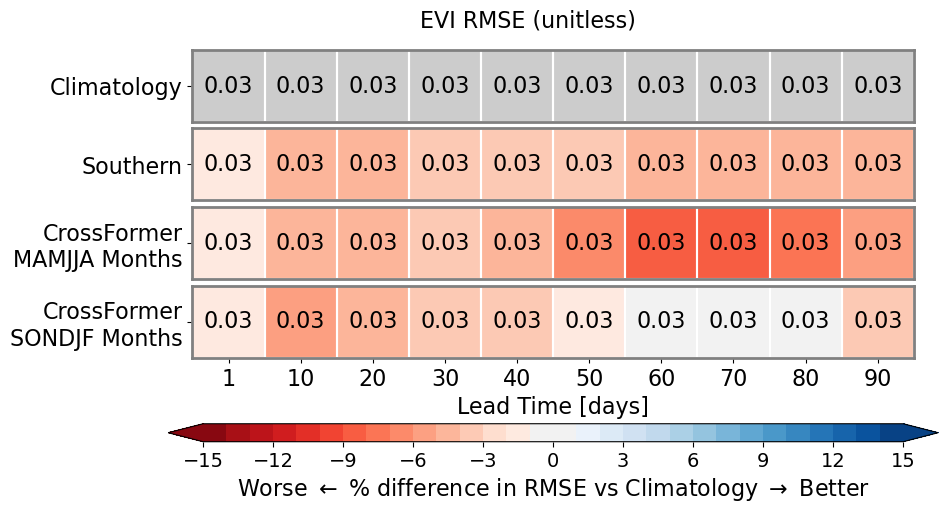 EVI RMSE (unitless)
Climatology 0.03 0.03 0.03 0.03 0.03 0.03 0.03 0.03 0.03 0.03
Southern 0.03 0.03 0.03 0.03 0.03 0.03 0.03 0.03 0.03 0.03
CrossFormer
MAMJJA Months 0.03 0.03 0.03 0.03 0.03 0.03 0.03 0.03 0.03 0.03
CrossFormer
SONDJF Months 0.03 0.03 0.03 0.03 0.03 0.03 0.03 0.03 0.03 0.03
1 10 20 30 40 50 60 70 80 90
Lead Time [days]
−15 −12 −9 −6 −3 0 3 6 9 12 15
Worse ← % difference in RMSE vs Climatology → Better